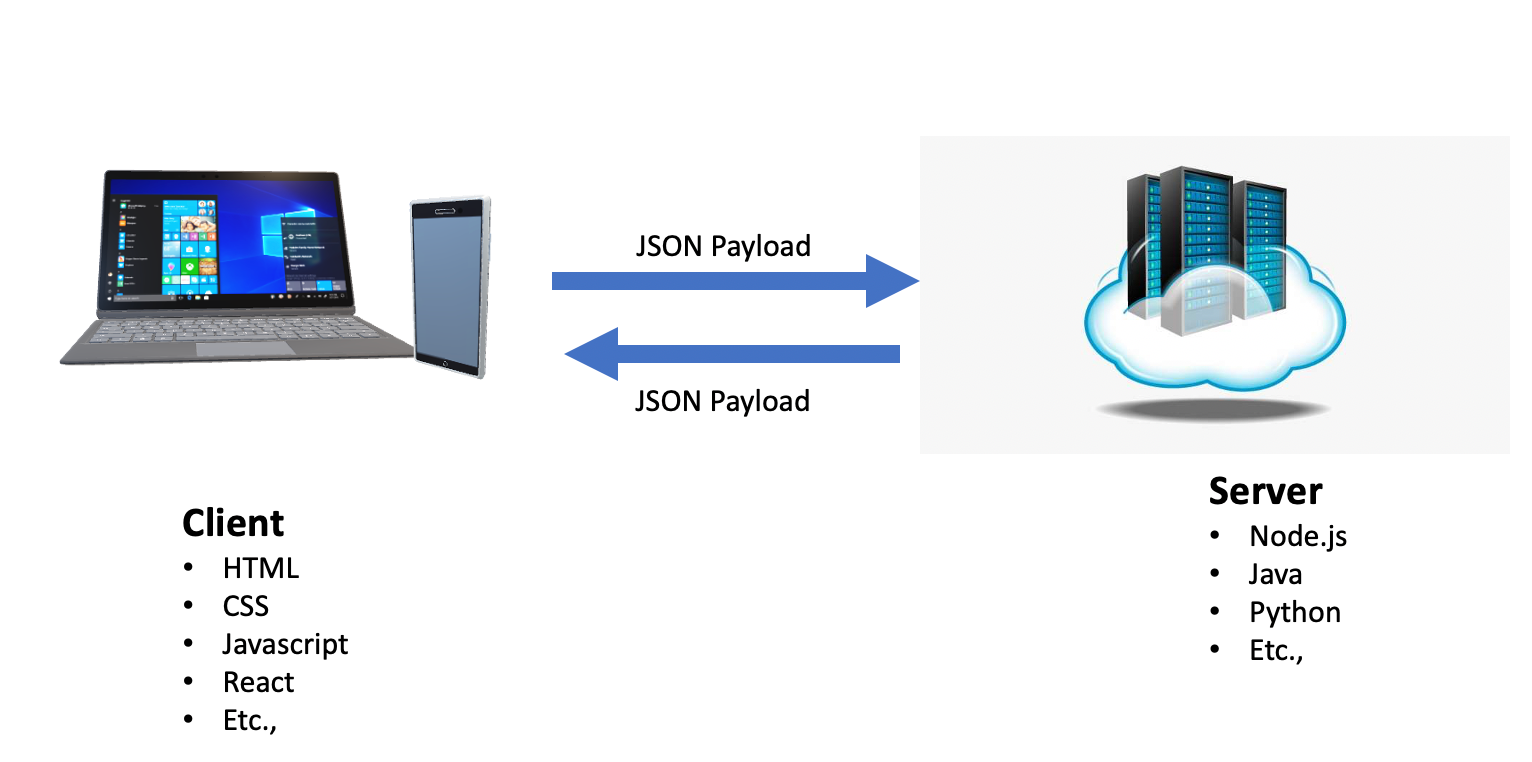 JSON Payload
JSON Payload
Client
• HTML
• CSS
• Javascript
• React
• Etc.,
Server
• Node.js
• Java
• Python
• Etc.,